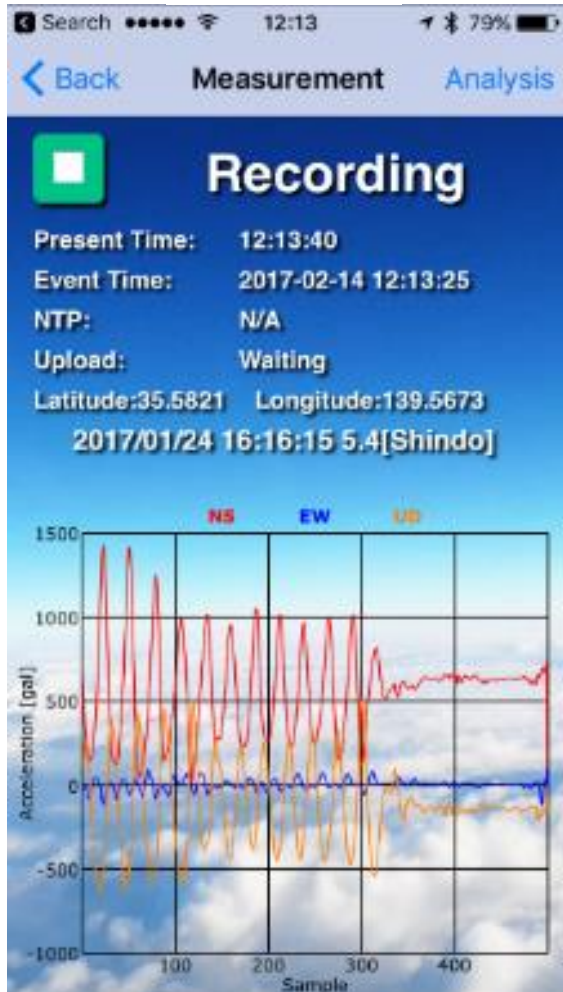 Search 12:13 79%
Back Measurement Analysis
Recording
Present Time: 12:13:40
Event Time: 2017-02-14 12:13:25
NTP: N/A
Upload: Waiting
Latitude:35.5821 Longitude:139.5673
2017/01/24 16:16:15 5.4[Shindo]
NS EW UD
1500
1000
500
0
-500
-1000
Acceleration [gal]
100 200 300 400
Sample